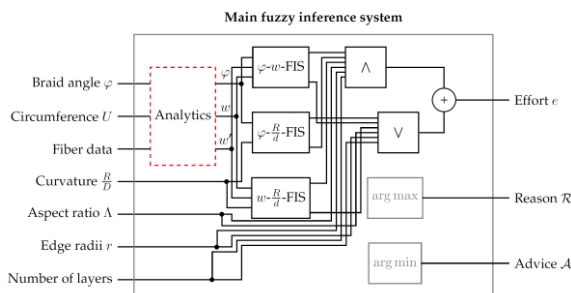 Main fuzzy inference system
Braid angle φ
Circumference U
Fiber data
Curvature R/D
Aspect ratio Λ
Edge radii r
Number of layers
Analytics
φ
w
w'
φ-w-FIS
φ-R/d-FIS
w-R/d-FIS
∧
∨
+
arg max
arg min
Effort e
Reason ℛ
Advice 𝒜